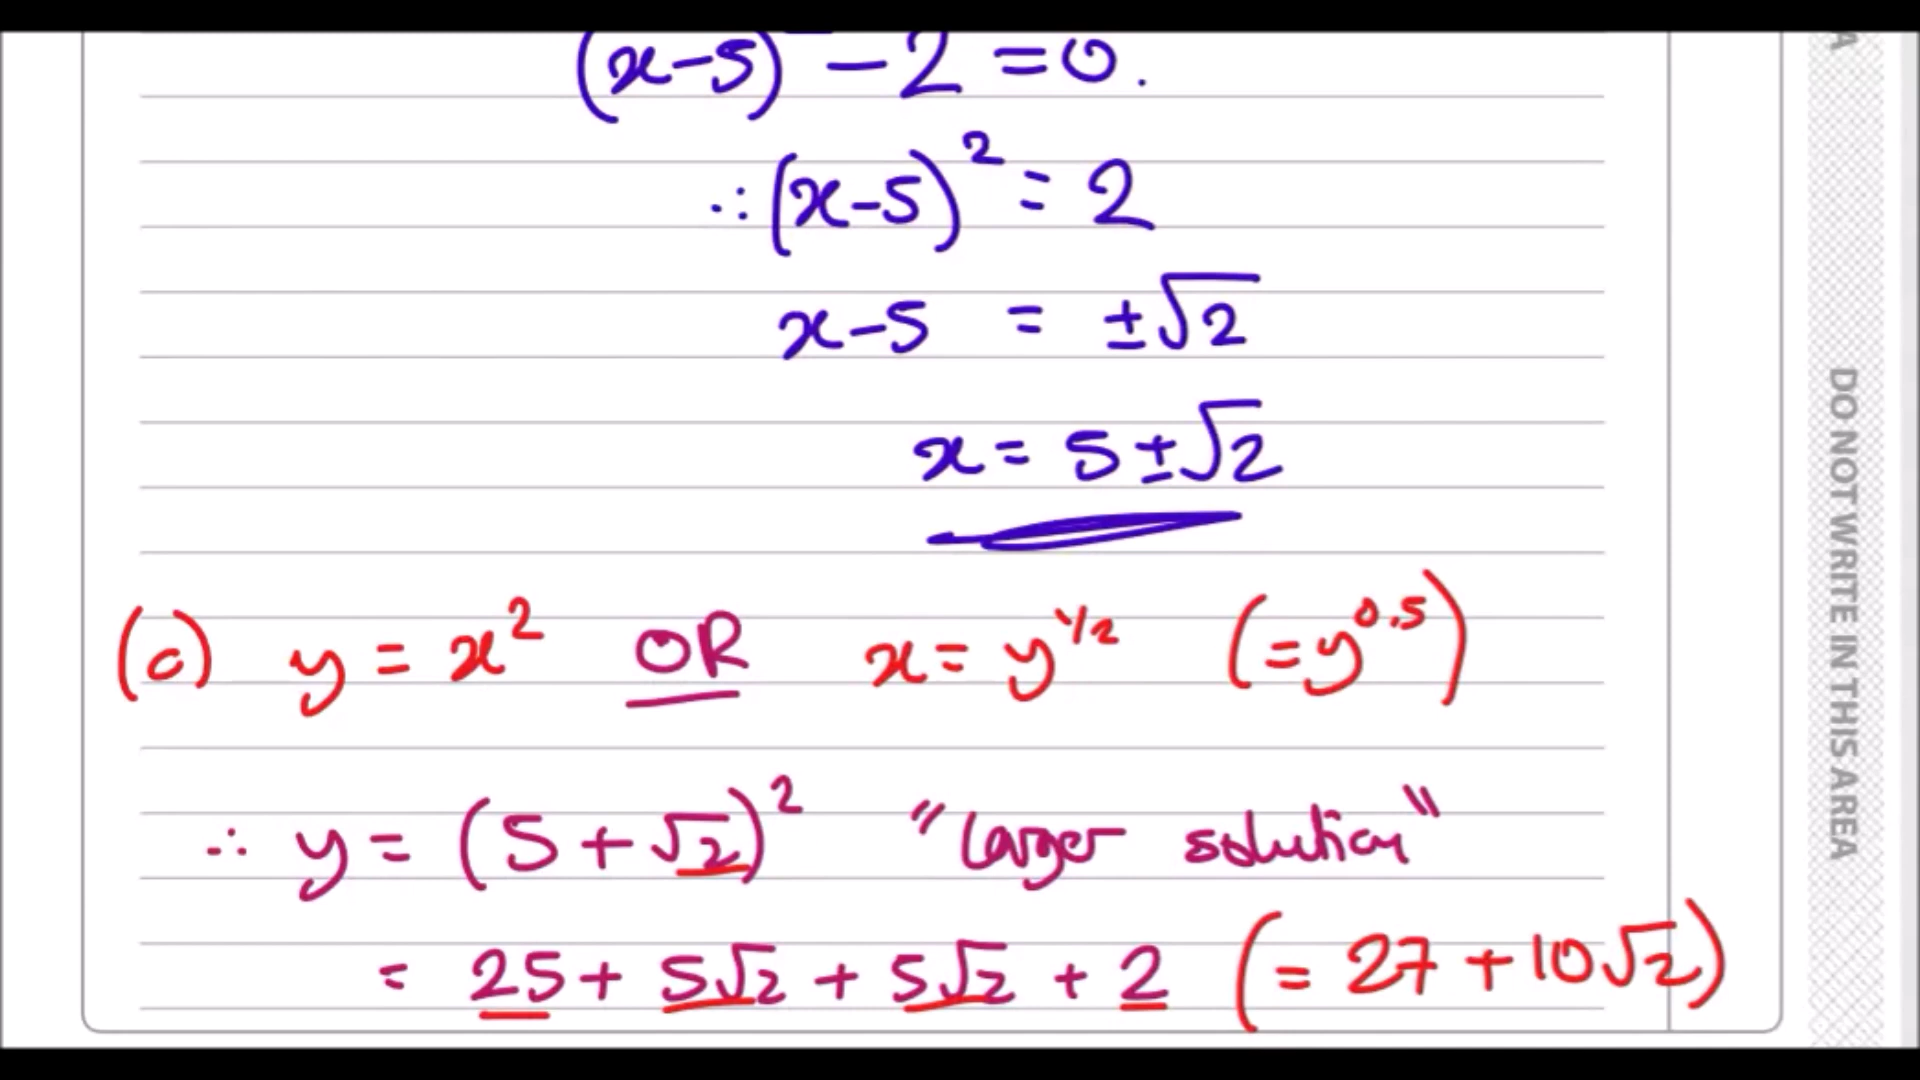 (x-5) - 2 = 0.
∴ (x-5)² = 2
x-5 = ±√2
x = 5 ± √2
(c) y = x² OR x = y^1/2 (= y^0.5)
∴ y = (5 + √2)² "larger solution"
= 25 + 5√2 + 5√2 + 2 (= 27 + 10√2)
A
DO NOT WRITE IN THIS AREA